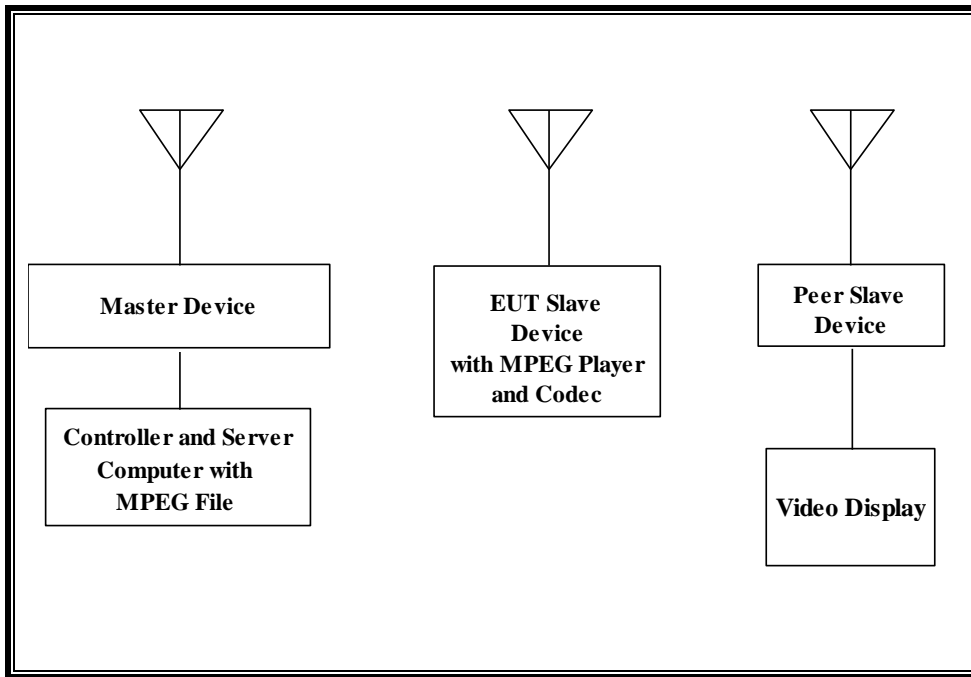 Master Device
Controller and Server
Computer with
MPEG File
EUT Slave
Device
with MPEG Player
and Codec
Peer Slave
Device
Video Display